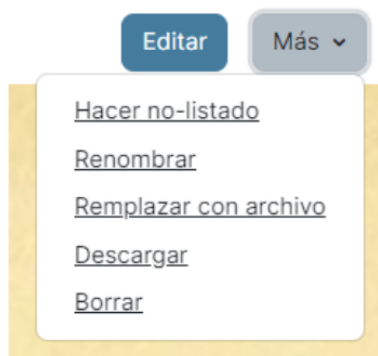 Editar
Más
Hacer no-listado
Renombrar
Remplazar con archivo
Descargar
Borrar